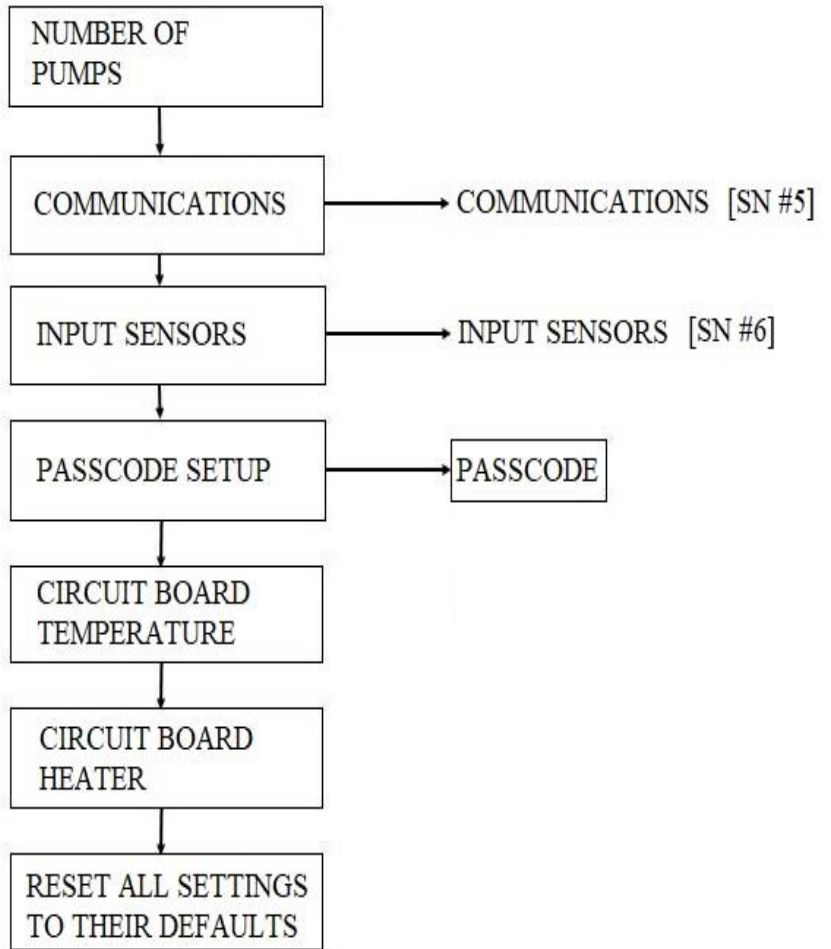 NUMBER OF
PUMPS
COMMUNICATIONS
COMMUNICATIONS [SN #5]
INPUT SENSORS
INPUT SENSORS [SN #6]
PASSCODE SETUP
PASSCODE
CIRCUIT BOARD
TEMPERATURE
CIRCUIT BOARD
HEATER
RESET ALL SETTINGS
TO THEIR DEFAULTS